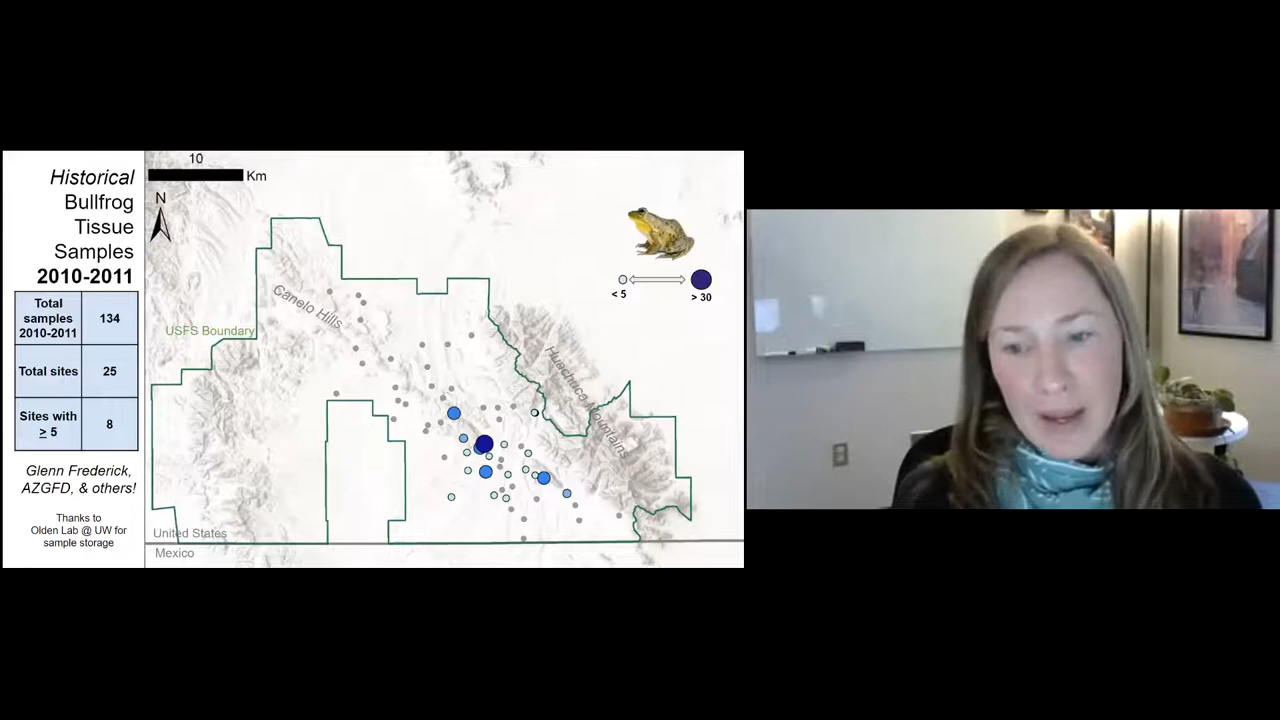 Historical
Bullfrog
Tissue
Samples
2010-2011
Total
samples
2010-2011
134
Total sites
25
Sites with
≥ 5
8
Glenn Frederick,
AZGFD, & others!
Thanks to
Olden Lab @ UW for
sample storage
10
Km
N
< 5
> 30
Canelo Hills
USFS Boundary
Huachuca Mountains
United States
Mexico